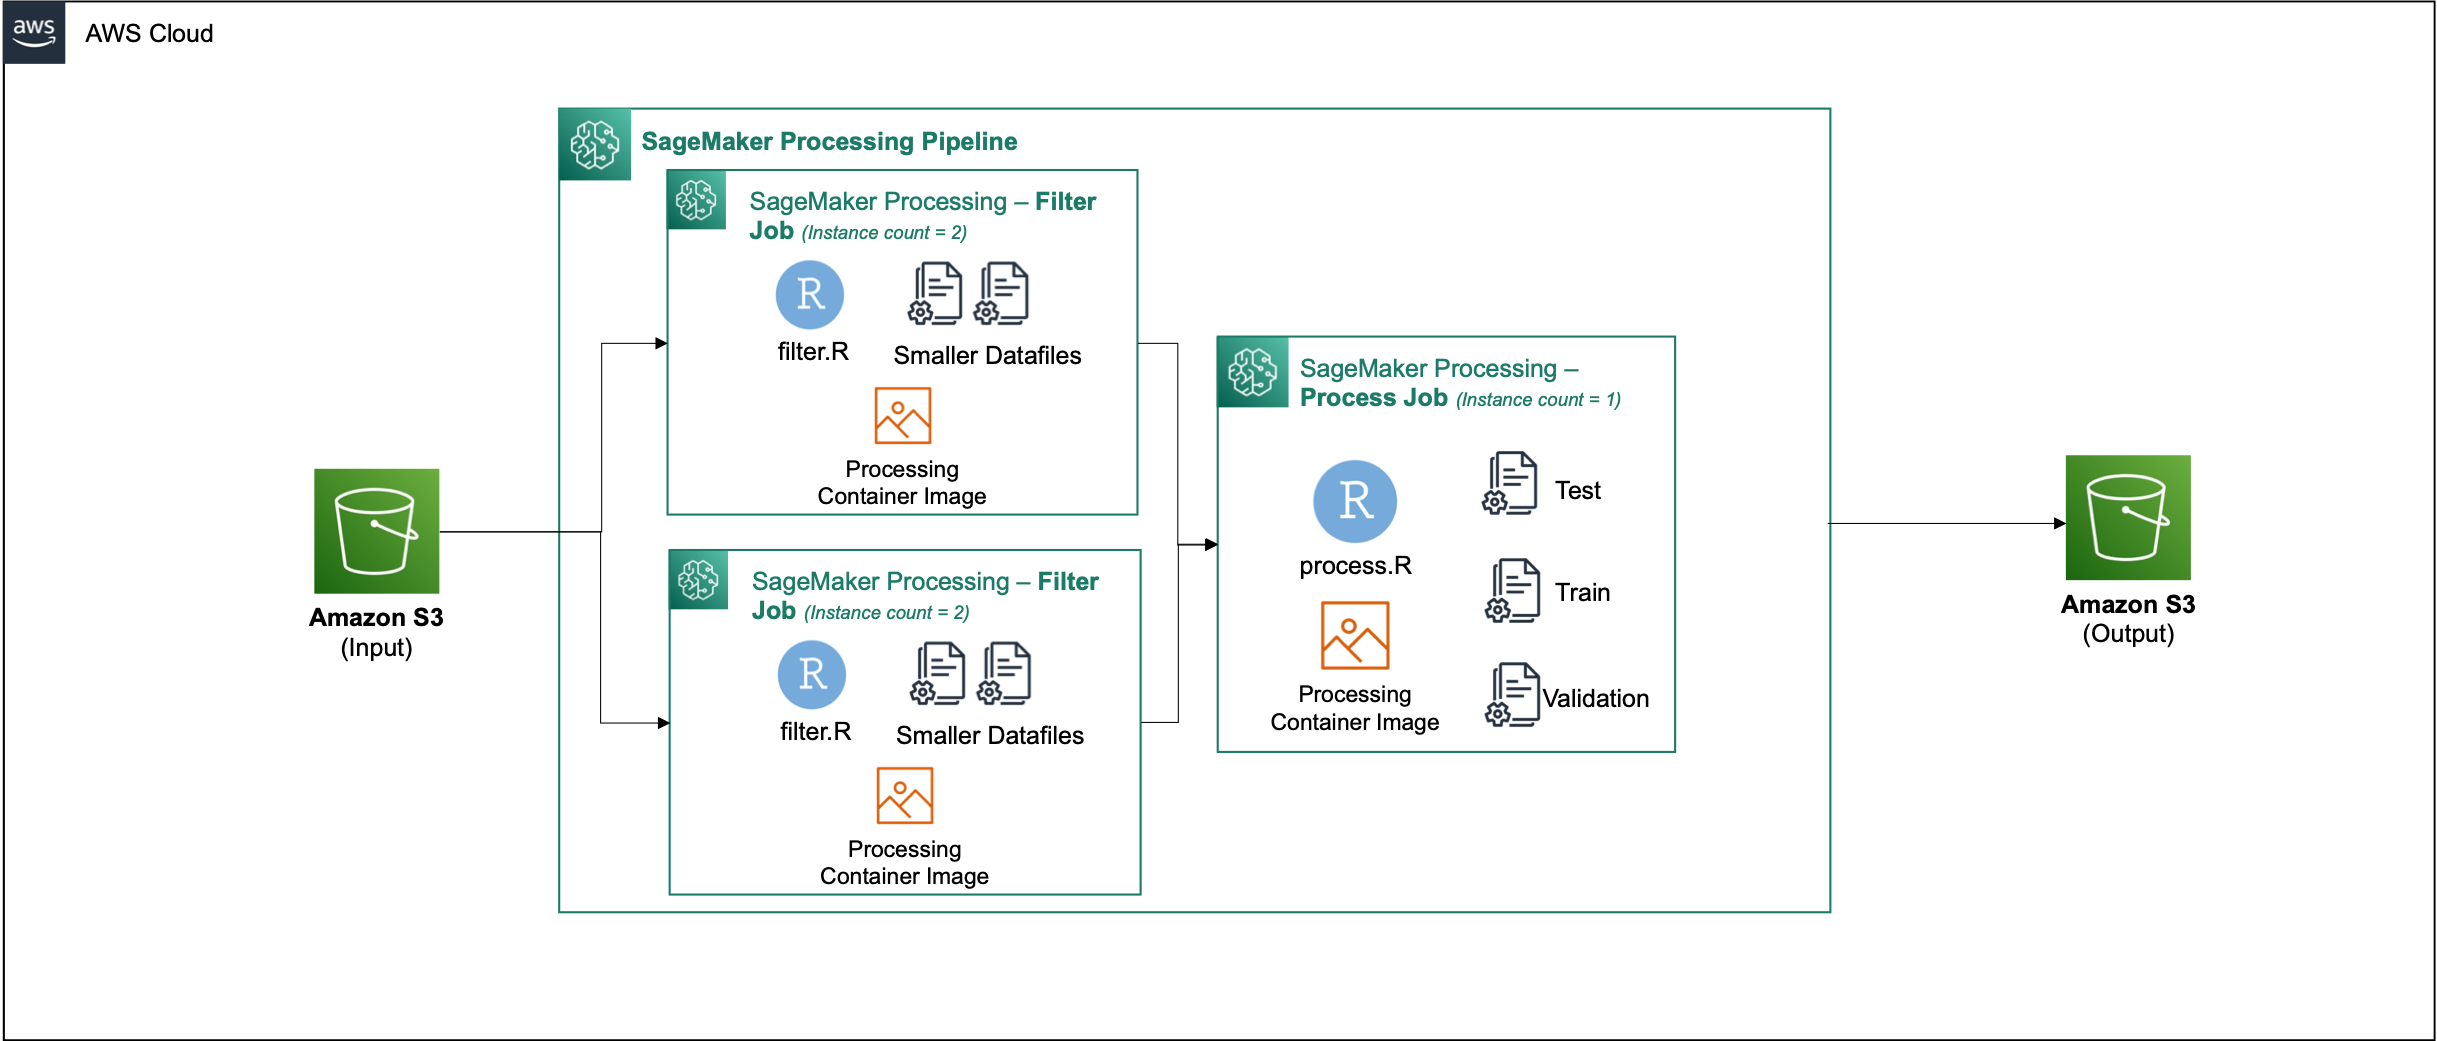 aws
AWS Cloud
SageMaker Processing Pipeline
SageMaker Processing – Filter
Job (Instance count = 2)
R
filter.R
Smaller Datafiles
Processing
Container Image
SageMaker Processing – Filter
Job (Instance count = 2)
R
filter.R
Smaller Datafiles
Processing
Container Image
SageMaker Processing –
Process Job (Instance count = 1)
R
process.R
Test
Train
Validation
Processing
Container Image
Amazon S3
(Input)
Amazon S3
(Output)